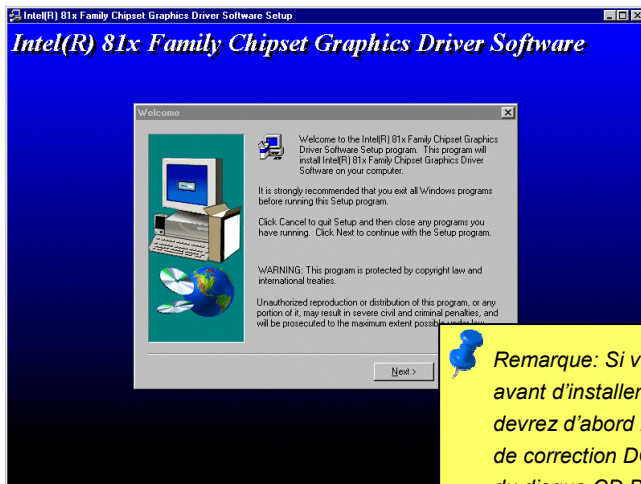 Intel(R) 81x Family Chipset Graphics Driver Software Setup
Intel(R) 81x Family Chipset Graphics Driver Software
Welcome
Welcome to the Intel(R) 81x Family Chipset Graphics
Driver Software Setup program. This program will
install Intel(R) 81x Family Chipset Graphics Driver
Software on your computer.
It is strongly recommended that you exit all Windows programs
before running this Setup program.
Click Cancel to quit Setup and then close any programs you
have running. Click Next to continue with the Setup program.
WARNING: This program is protected by copyright law and
international treaties.
Unauthorized reproduction or distribution of this program, or any
portion of it, may result in severe civil and criminal penalties, and
will be prosecuted to the maximum extent possible under law.
Next >
Remarque: Si v
avant d'installer
devrez d'abord
de correction